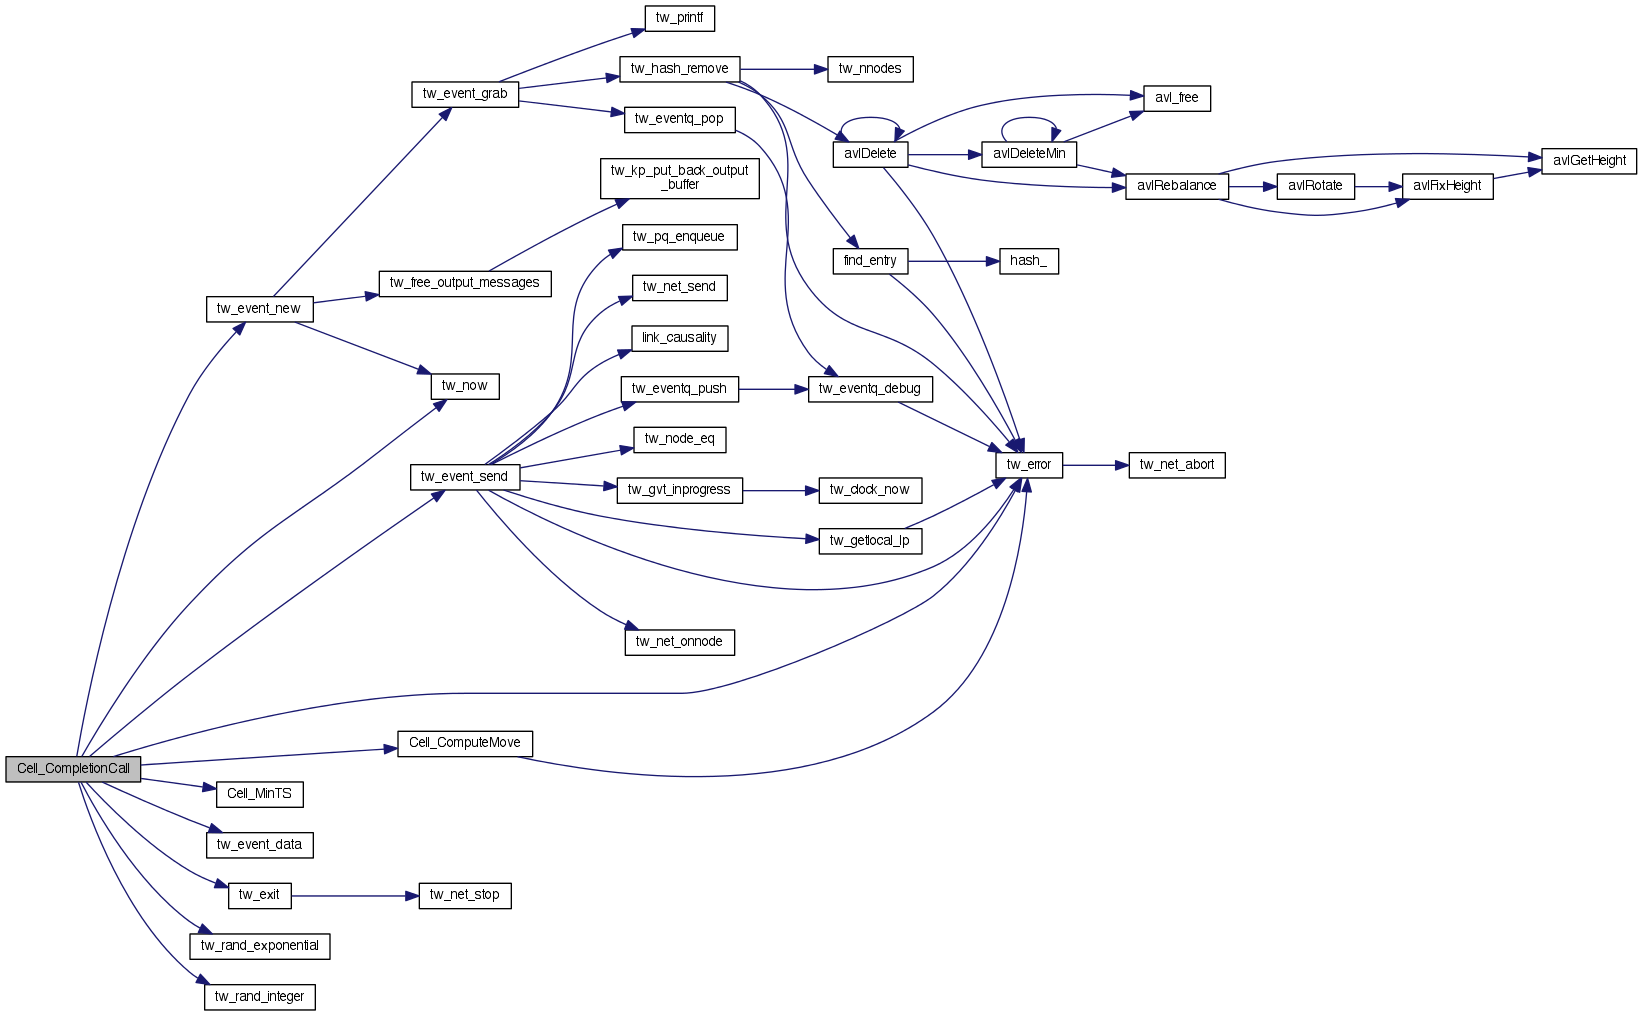 tw_printf
tw_hash_remove
tw_nnodes
tw_event_grab
avl_free
tw_eventq_pop
avlDelete
avlDeleteMin
avlGetHeight
tw_kp_put_back_output
_buffer
avlRebalance
avlRotate
avlFixHeight
tw_pq_enqueue
find_entry
hash_
tw_free_output_messages
tw_net_send
tw_event_new
link_causality
tw_now
tw_eventq_push
tw_eventq_debug
tw_node_eq
tw_event_send
tw_error
tw_net_abort
tw_gvt_inprogress
tw_clock_now
tw_getlocal_lp
tw_net_onnode
Cell_ComputeMove
Cell_CompletionCall
Cell_MinTS
tw_event_data
tw_exit
tw_net_stop
tw_rand_exponential
tw_rand_integer